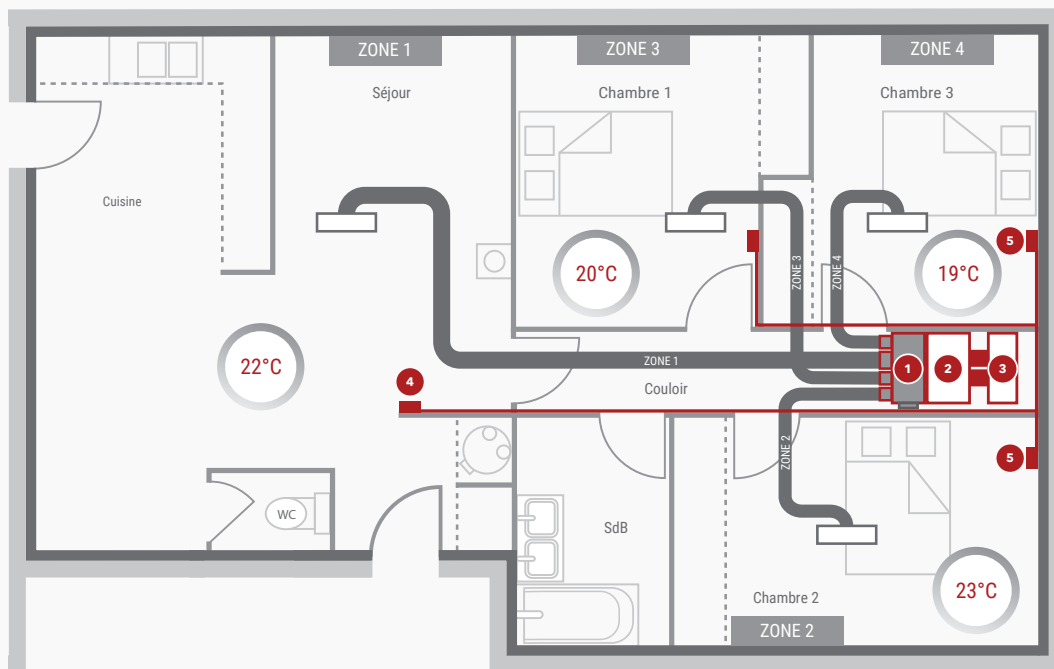 ZONE 1
ZONE 3
ZONE 4
Séjour
Chambre 1
Chambre 3
Cuisine
5
20°C
19°C
ZONE 3
ZONE 4
22°C
4
ZONE 1
Couloir
1
2
3
ZONE 2
5
WC
SdB
23°C
Chambre 2
ZONE 2